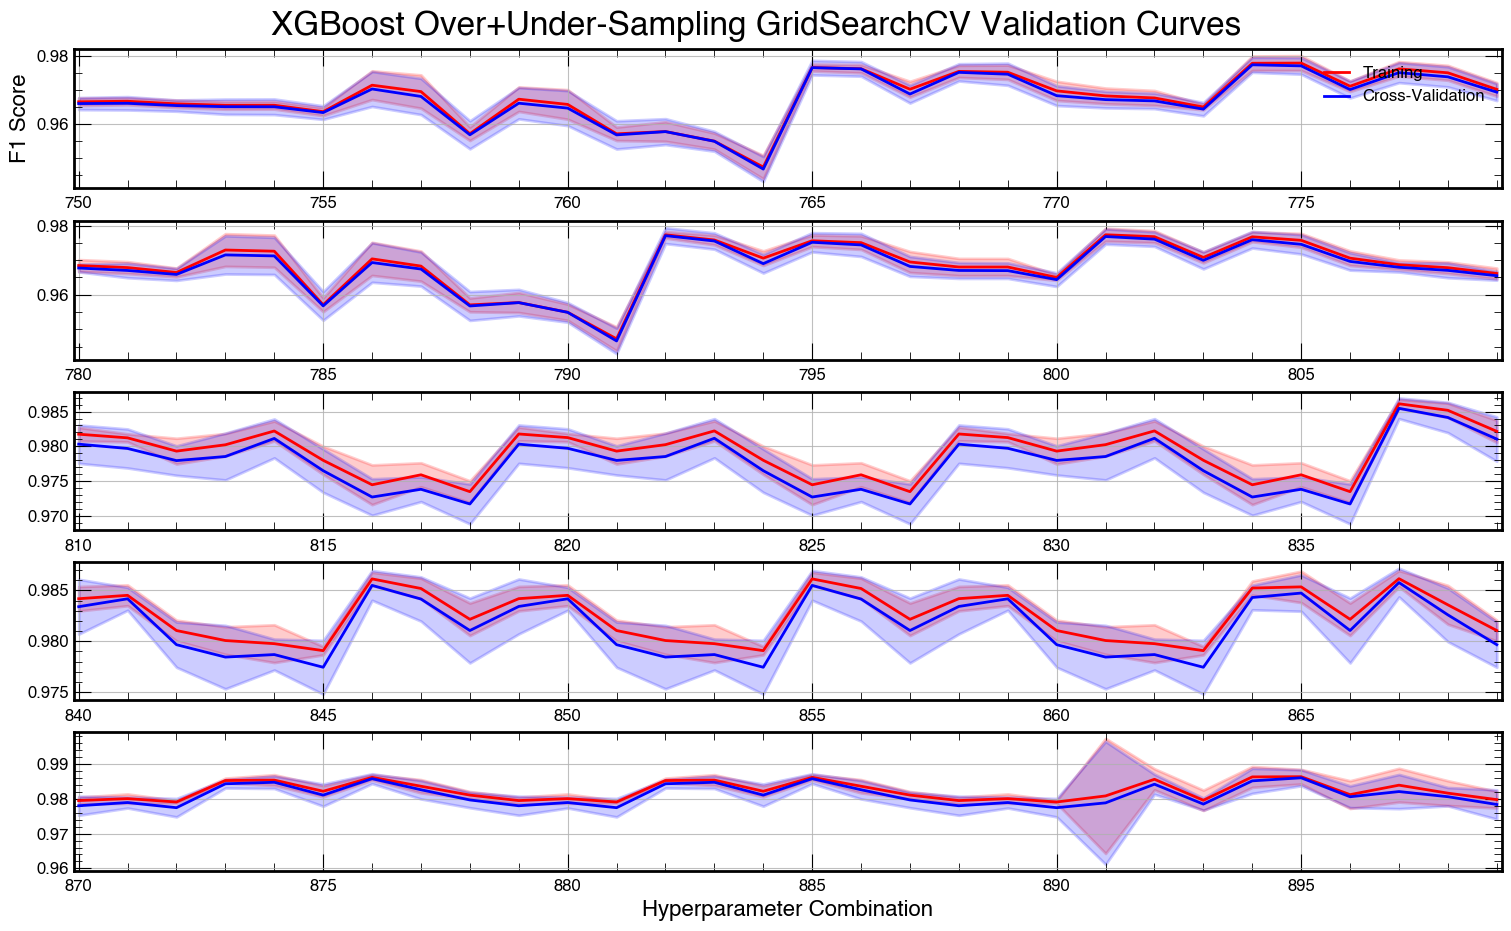 XGBoost Over+Under-Sampling GridSearchCV Validation Curves
F1 Score
0.98
0.96
Training
Cross-Validation
750 755 760 765 770 775
0.98
0.96
780 785 790 795 800 805
0.985
0.980
0.975
0.970
810 815 820 825 830 835
0.985
0.980
0.975
840 845 850 855 860 865
0.99
0.98
0.97
0.96
870 875 880 885 890 895
Hyperparameter Combination